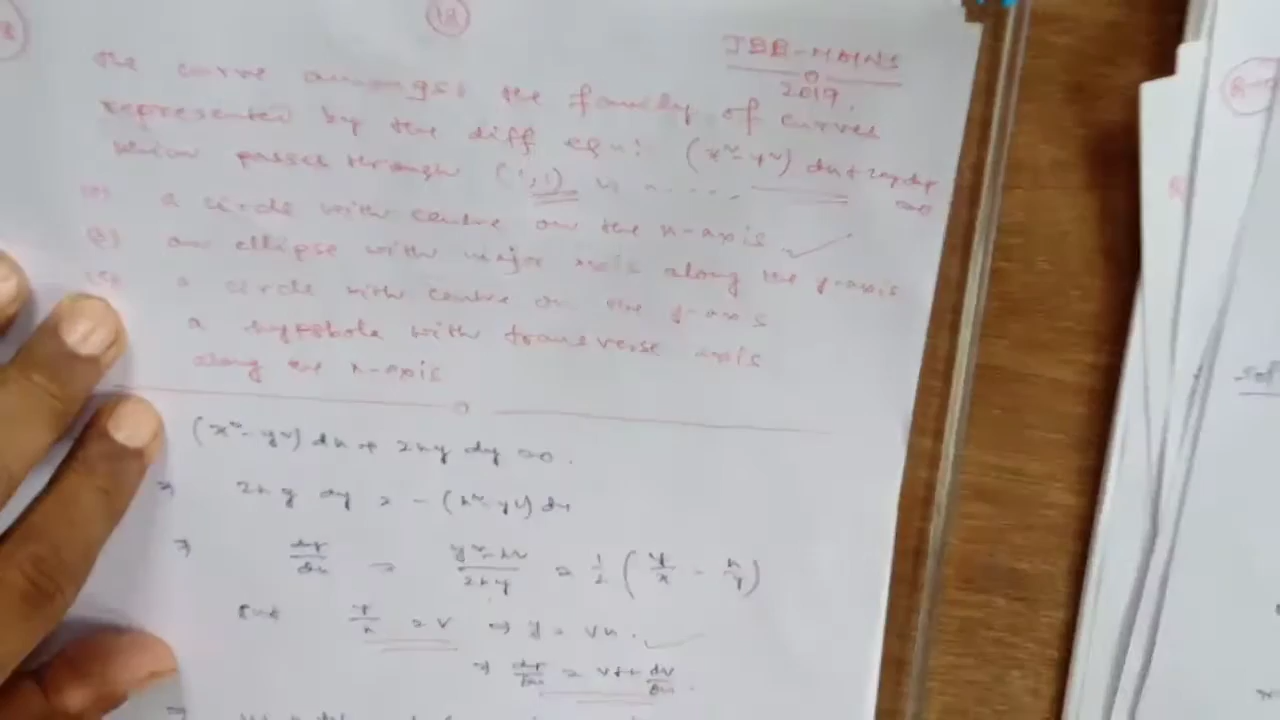 18
JEE-MAINS
2019.
The curve amongst the family of curves
represented by the diff eqn:- (x²-y²) dx+2xy dy
=0
which passes through (1,1) is .....
a circle with centre on the x-axis ✓
(B) an ellipse with major axis along the y-axis
a circle with centre on the y-axis
a hyperbola with transverse axis
along the x-axis
(x²-y²) dx + 2xy dy =0.
⇒ 2xy dy = -(x²-y²) dx
⇒ dy/dx = (y²-x²)/2xy = 1/2 (y/x - x/y)
Put y/x = v ⇒ y = vx. ✓
⇒ dy/dx = v+x dv/dx.
⇒